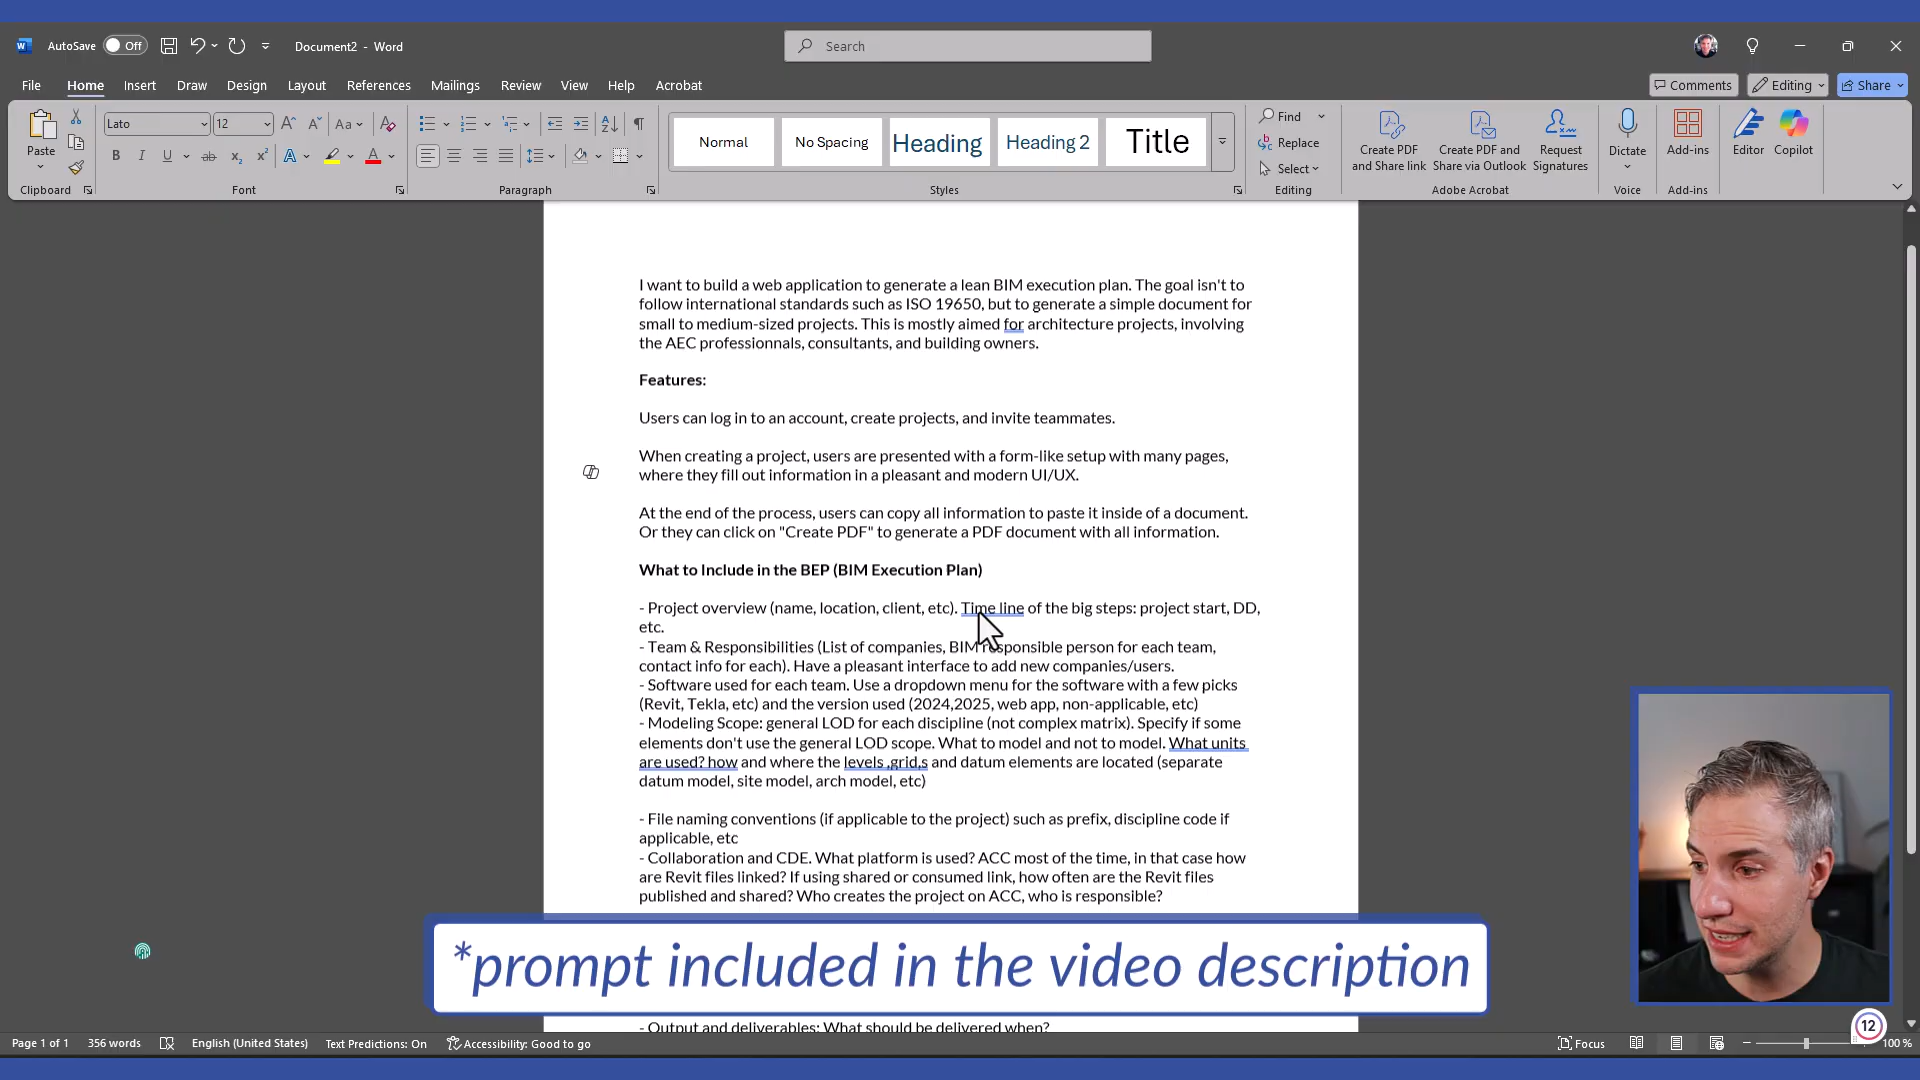 AutoSave Off Document2 - Word Search
File Home Insert Draw Design Layout References Mailings Review View Help Acrobat Comments Editing Share
Paste Lato 12 Aa Normal No Spacing Heading Heading 2 Title Find Replace Select Create PDF and Share link Create PDF and Share via Outlook Request Signatures Dictate Add-ins Editor Copilot
Clipboard Font Paragraph Styles Editing Adobe Acrobat Voice Add-ins
I want to build a web application to generate a lean BIM execution plan. The goal isn't to
follow international standards such as ISO 19650, but to generate a simple document for
small to medium-sized projects. This is mostly aimed for architecture projects, involving
the AEC professionnals, consultants, and building owners.
Features:
Users can log in to an account, create projects, and invite teammates.
When creating a project, users are presented with a form-like setup with many pages,
where they fill out information in a pleasant and modern UI/UX.
At the end of the process, users can copy all information to paste it inside of a document.
Or they can click on "Create PDF" to generate a PDF document with all information.
What to Include in the BEP (BIM Execution Plan)
- Project overview (name, location, client, etc). Time line of the big steps: project start, DD,
etc.
- Team & Responsibilities (List of companies, BIM responsible person for each team,
contact info for each). Have a pleasant interface to add new companies/users.
- Software used for each team. Use a dropdown menu for the software with a few picks
(Revit, Tekla, etc) and the version used (2024,2025, web app, non-applicable, etc)
- Modeling Scope: general LOD for each discipline (not complex matrix). Specify if some
elements don't use the general LOD scope. What to model and not to model. What units
are used? how and where the levels ,grid,s and datum elements are located (separate
datum model, site model, arch model, etc)
- File naming conventions (if applicable to the project) such as prefix, discipline code if
applicable, etc
- Collaboration and CDE. What platform is used? ACC most of the time, in that case how
are Revit files linked? If using shared or consumed link, how often are the Revit files
published and shared? Who creates the project on ACC, who is responsible?
*prompt included in the video description
- Output and deliverables: What should be delivered when?
12
Page 1 of 1 356 words English (United States) Text Predictions: On Accessibility: Good to go Focus 100 %